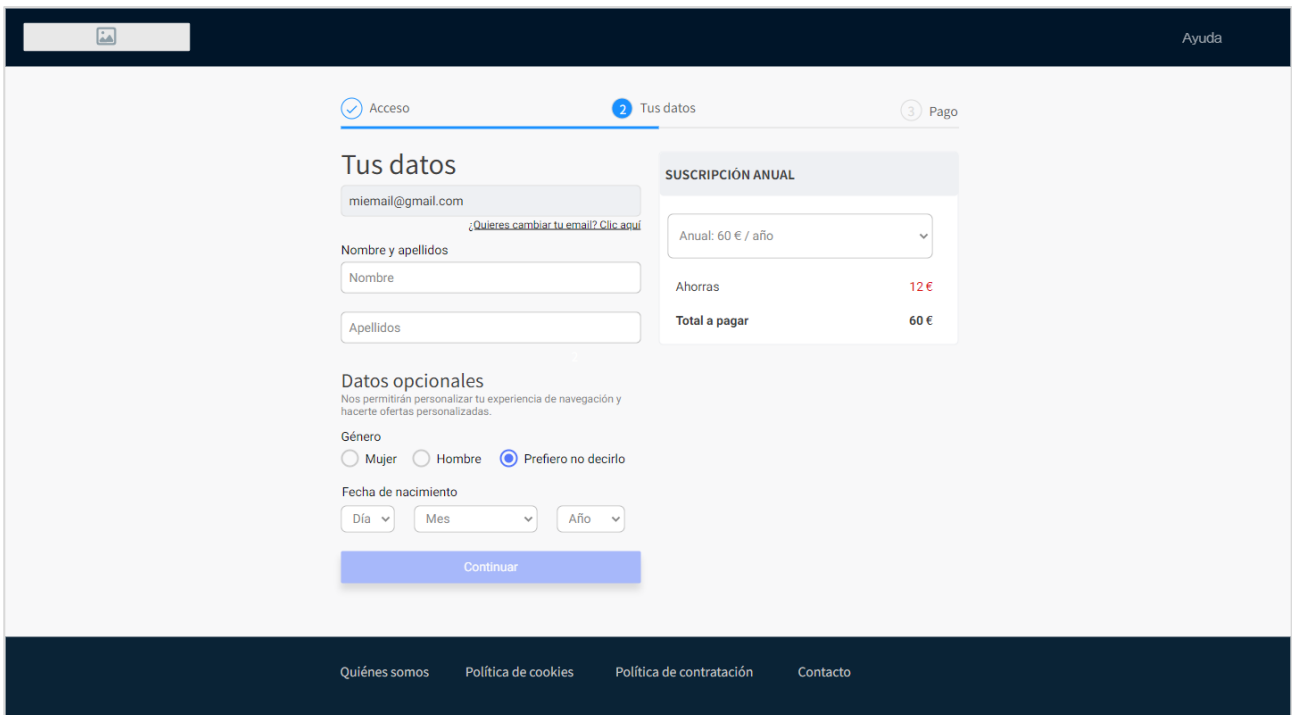 Ayuda
Acceso
2 Tus datos
3 Pago
Tus datos
miemail@gmail.com
¿Quieres cambiar tu email? Clic aquí
Nombre y apellidos
Nombre
Apellidos
Datos opcionales
Nos permitirán personalizar tu experiencia de navegación y
hacerte ofertas personalizadas.
Género
Mujer Hombre Prefiero no decirlo
Fecha de nacimiento
Día Mes Año
Continuar
SUSCRIPCIÓN ANUAL
Anual: 60 € / año
Ahorras 12 €
Total a pagar 60 €
Quiénes somos Política de cookies Política de contratación Contacto